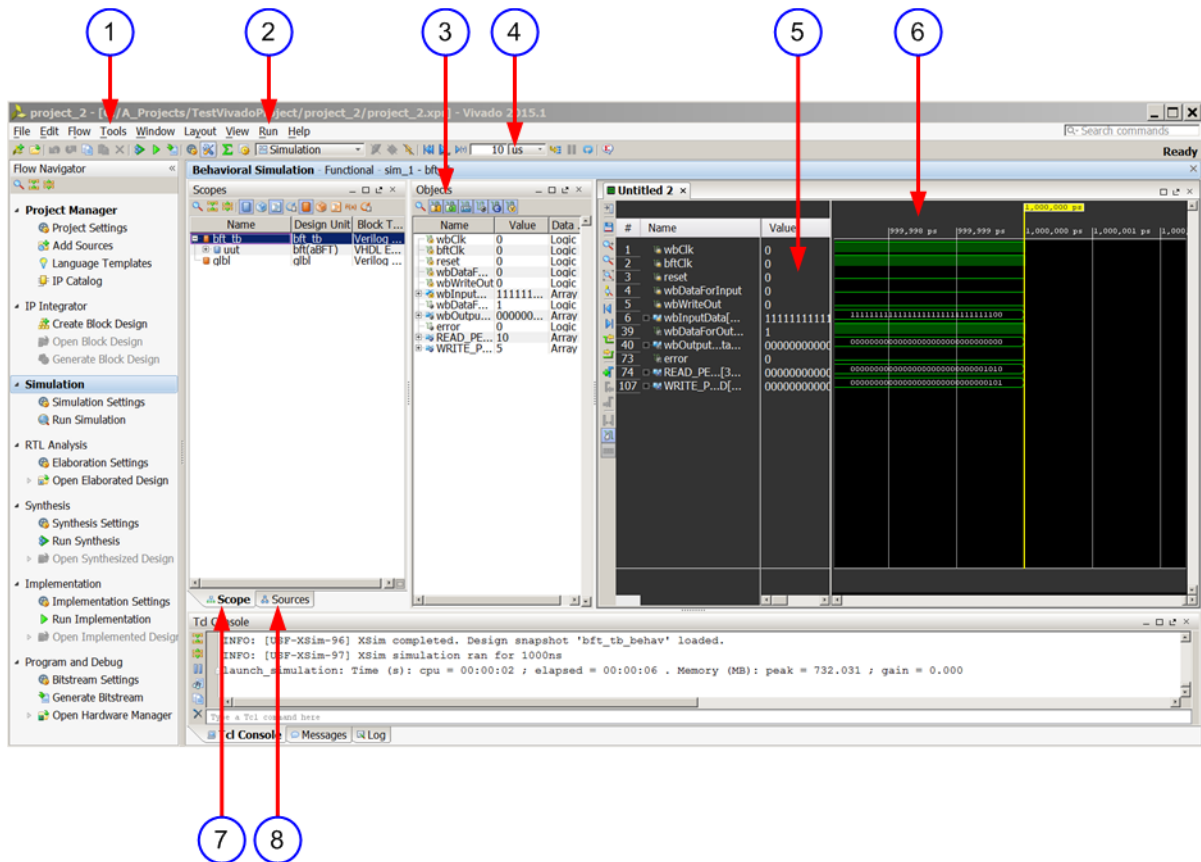 1 2 3 4 5 6
project_2 - [ /A_Projects/TestVivadoPr ject/project_2/project_2.xpr] - Vivado 2015.1
File Edit Flow Tools Window Layout View Run Help
Search commands
Simulation 10 us
Ready
Flow Navigator
Project Manager
Project Settings
Add Sources
Language Templates
IP Catalog
IP Integrator
Create Block Design
Open Block Design
Generate Block Design
Simulation
Simulation Settings
Run Simulation
RTL Analysis
Elaboration Settings
Open Elaborated Design
Synthesis
Synthesis Settings
Run Synthesis
Open Synthesized Design
Implementation
Implementation Settings
Run Implementation
Open Implemented Design
Program and Debug
Bitstream Settings
Generate Bitstream
Open Hardware Manager
Behavioral Simulation - Functional - sim_1 - bft
Scopes
Name Design Unit Block T...
bft_tb bft_tb Verilog ...
uut bft(aBFT) VHDL E...
glbl glbl Verilog ...
Scope Sources
Objects
Name Value Data
wbClk 0 Logic
bftClk 0 Logic
reset 0 Logic
wbDataF... 0 Logic
wbWriteOut 0 Logic
wbInput... 111111... Array
wbDataF... 1 Logic
wbOutpu... 000000... Array
error 0 Logic
READ_PE... 10 Array
WRITE_P... 5 Array
Untitled 2
# Name Value
1 wbClk 0
2 bftClk 0
3 reset 0
4 wbDataForInput 0
5 wbWriteOut 0
6 wbInputData[... 11111111111
39 wbDataForOut... 1
40 wbOutput...ta... 00000000000
73 error 0
74 READ_PE...[3... 00000000000
107 WRITE_P...D[... 00000000000
1,000,000 ps
999,998 ps 999,999 ps 1,000,000 ps 1,000,001 ps 1,000
11111111111111111111111111111100
00000000000000000000000000000000
00000000000000000000000000001010
00000000000000000000000000000101
Tcl Console
INFO: [USF-XSim-96] XSim completed. Design snapshot 'bft_tb_behav' loaded.
INFO: [USF-XSim-97] XSim simulation ran for 1000ns
launch_simulation: Time (s): cpu = 00:00:02 ; elapsed = 00:00:06 . Memory (MB): peak = 732.031 ; gain = 0.000
Type a Tcl command here
Tcl Console Messages Log
7 8